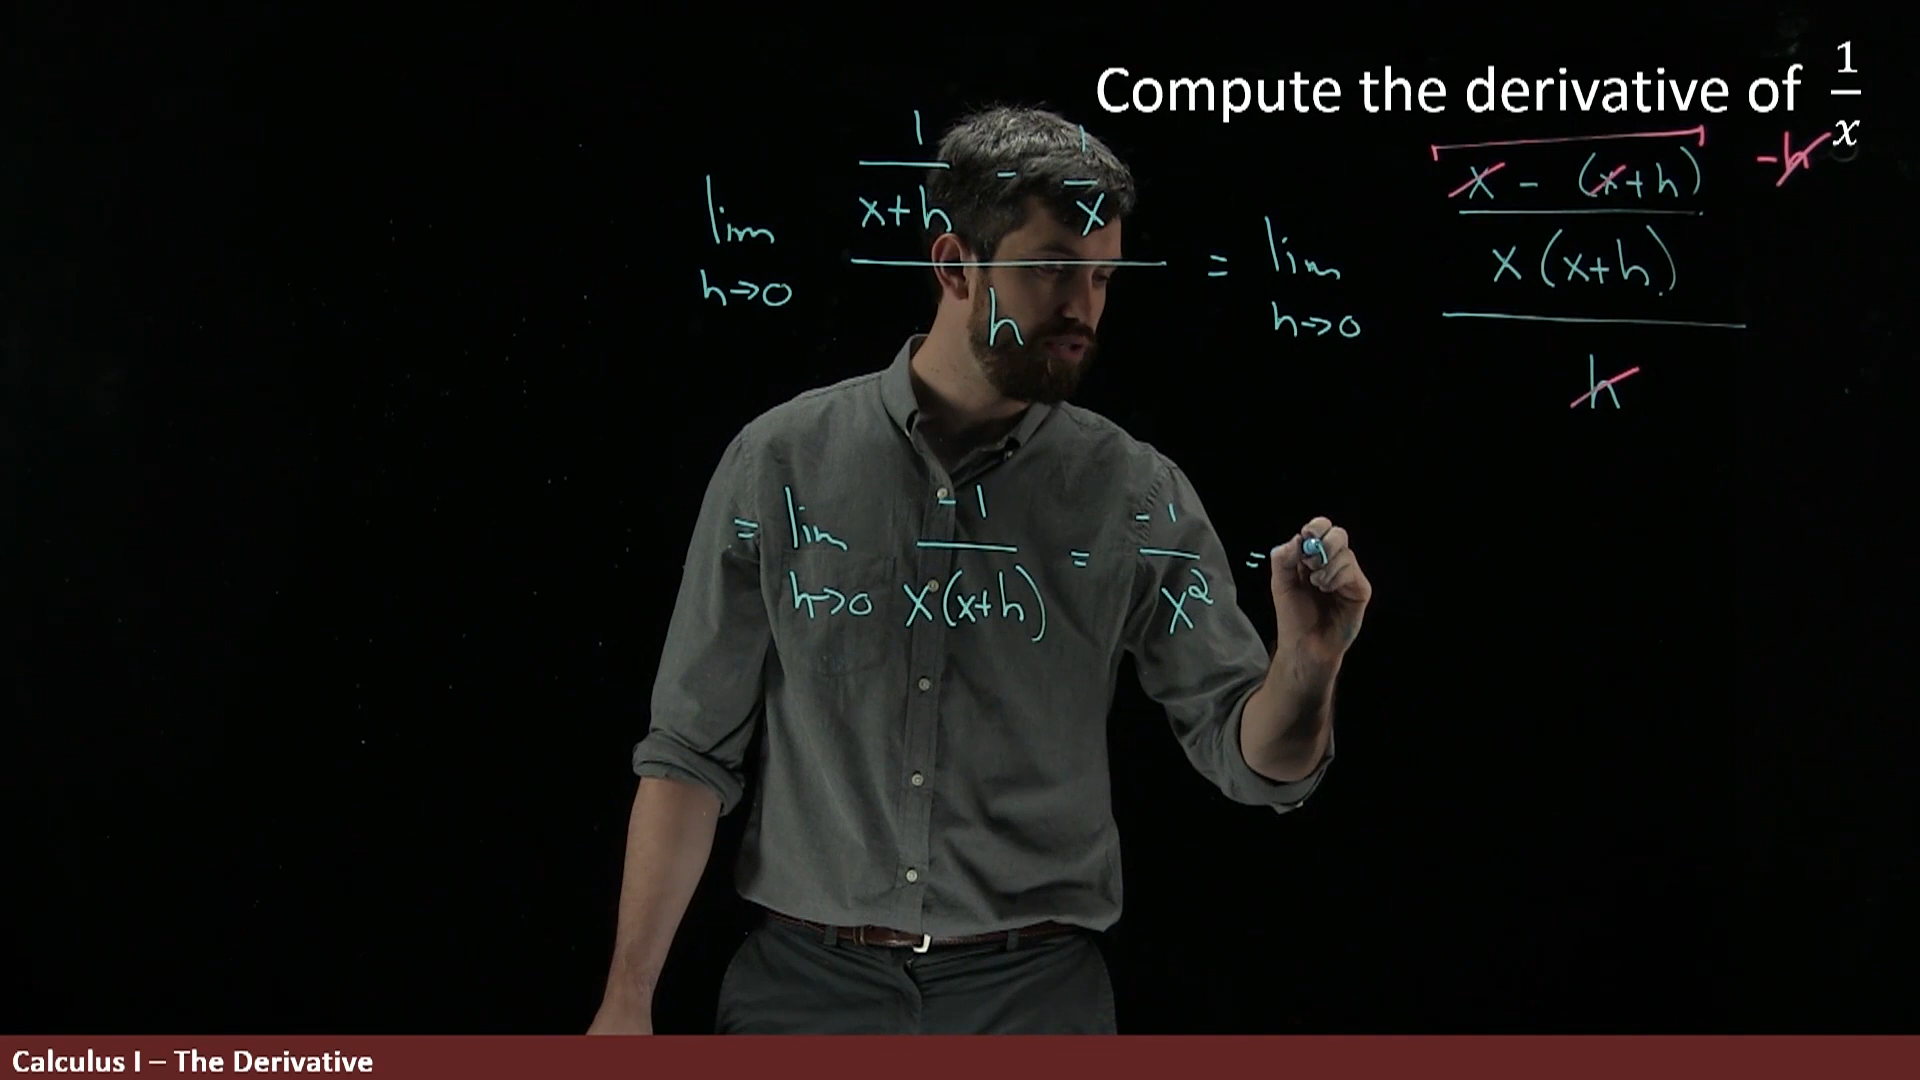 Compute the derivative of 1/x
lim h→0 (1/(x+h) - 1/x)/h = lim h→0 ((x - (x+h))/(x(x+h)))/h -h
= lim h→0 -1/(x(x+h)) = -1/x² =
Calculus I – The Derivative